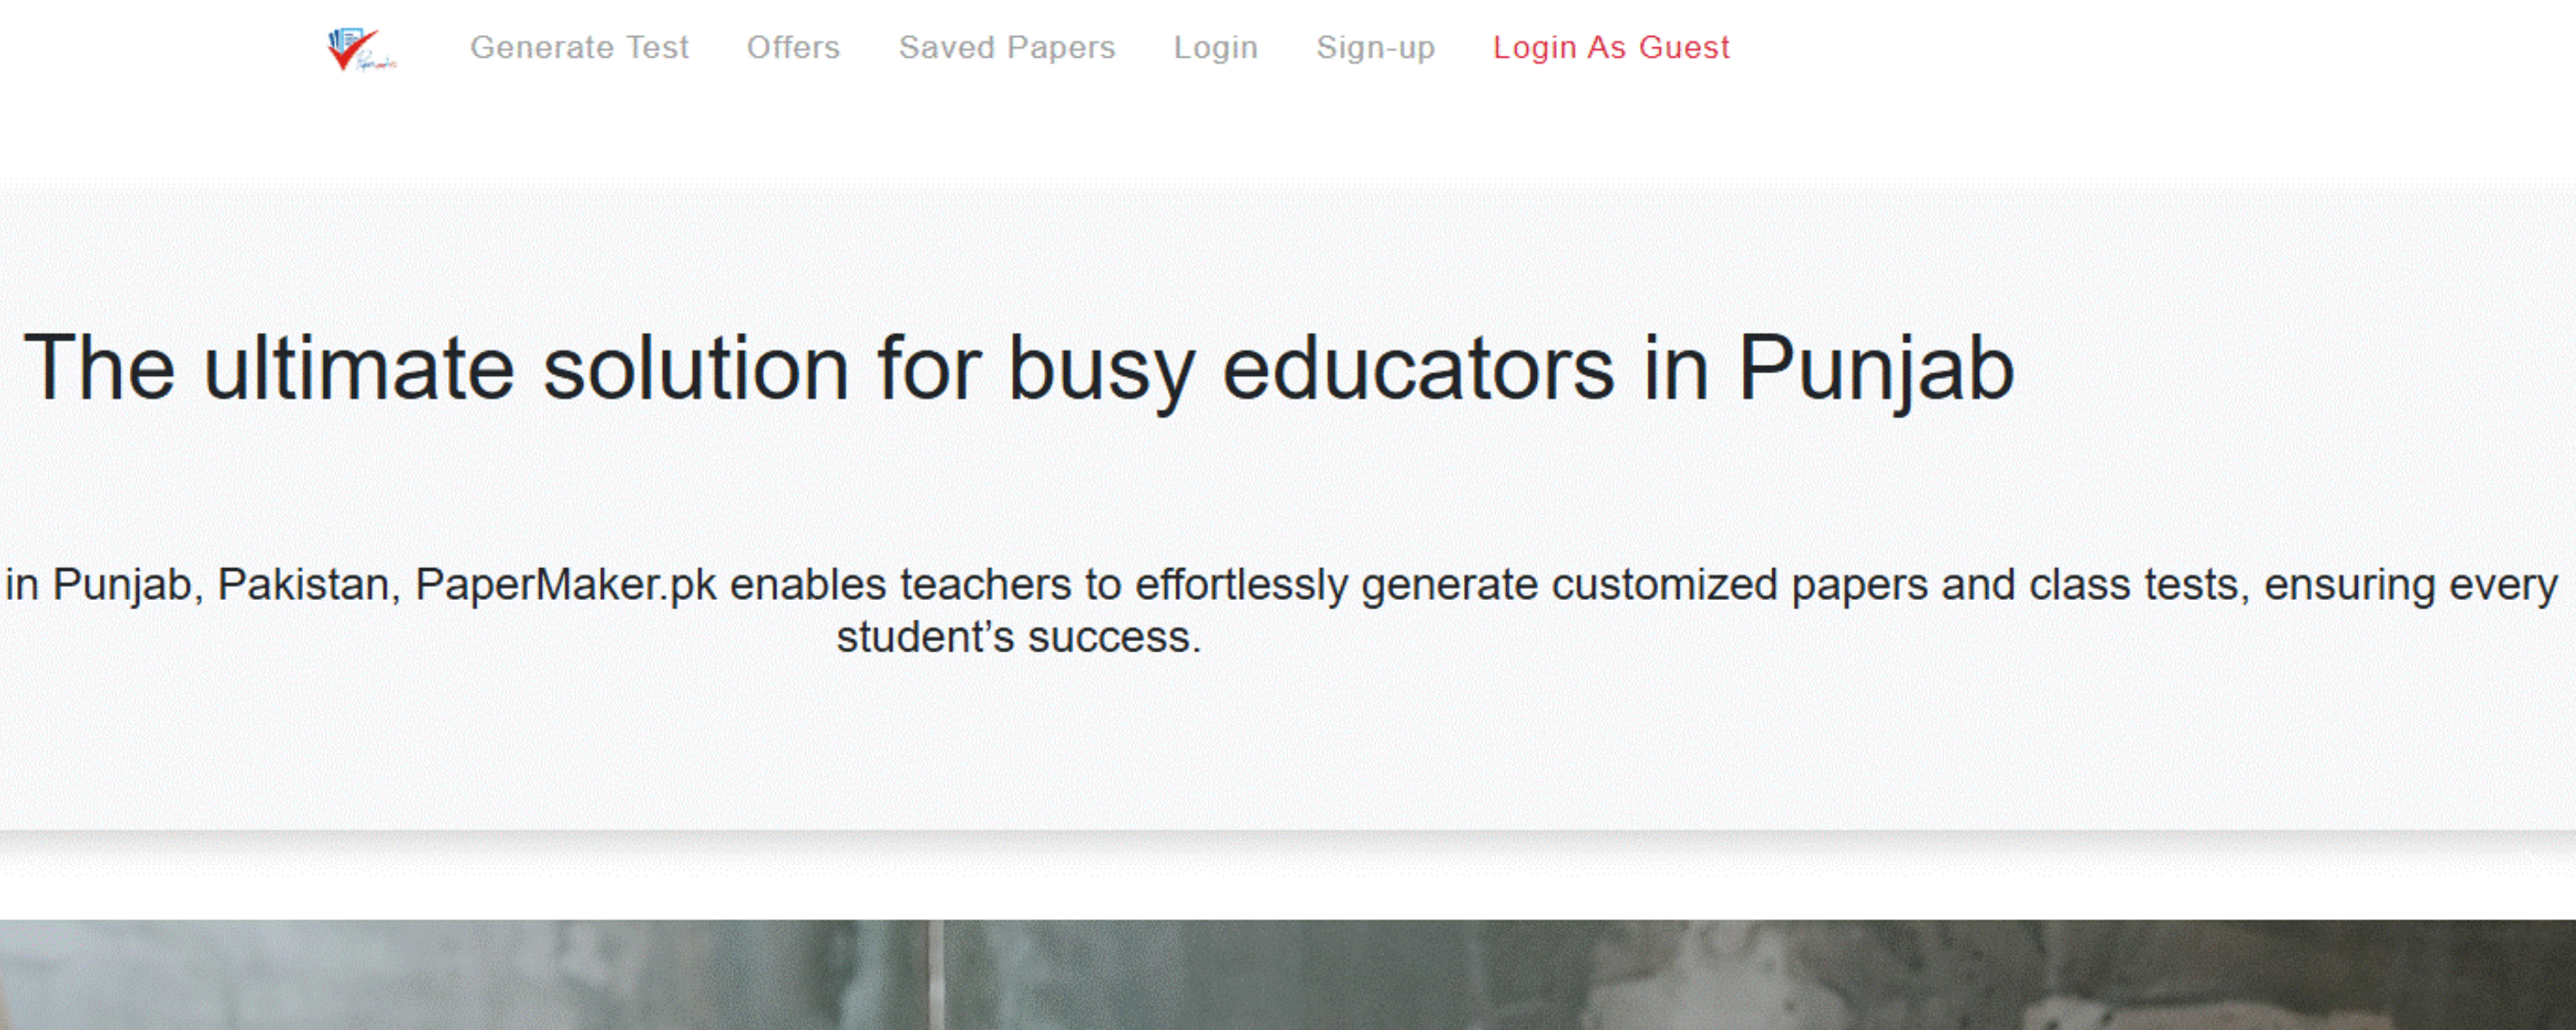 Generate Test Offers Saved Papers Login Sign-up Login As Guest
The ultimate solution for busy educators in Punjab
in Punjab, Pakistan, PaperMaker.pk enables teachers to effortlessly generate customized papers and class tests, ensuring every
student’s success.